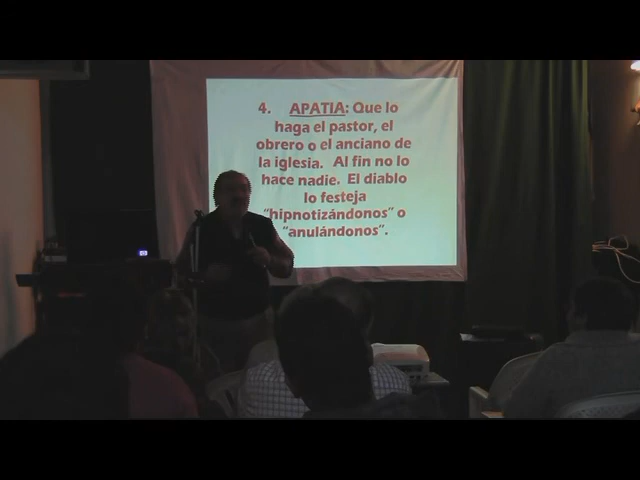 4. APATIA: Que lo
haga el pastor, el
obrero o el anciano de
la iglesia. Al fin no lo
hace nadie. El diablo
lo festeja
“hipnotizándonos” o
“anulándonos”.